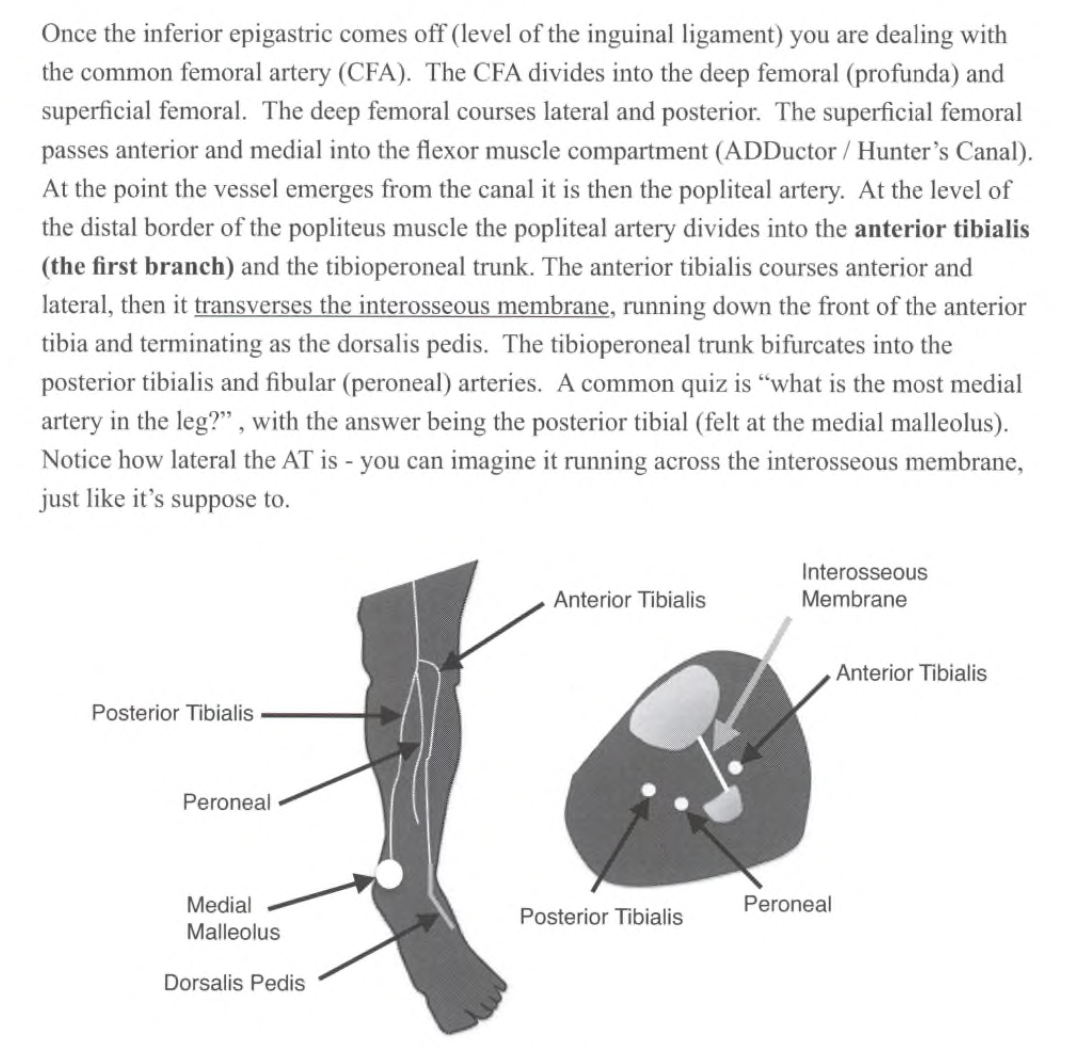 Once the inferior epigastric comes off (level of the inguinal ligament) you are dealing with
the common femoral artery (CFA).  The CFA divides into the deep femoral (profunda) and
superficial femoral.  The deep femoral courses lateral and posterior.  The superficial femoral
passes anterior and medial into the flexor muscle compartment (ADDuctor / Hunter's Canal).
At the point the vessel emerges from the canal it is then the popliteal artery.  At the level of
the distal border of the popliteus muscle the popliteal artery divides into the anterior tibialis
(the first branch) and the tibioperoneal trunk. The anterior tibialis courses anterior and
lateral, then it transverses the interosseous membrane, running down the front of the anterior
tibia and terminating as the dorsalis pedis.  The tibioperoneal trunk bifurcates into the
posterior tibialis and fibular (peroneal) arteries.  A common quiz is “what is the most medial
artery in the leg?” , with the answer being the posterior tibial (felt at the medial malleolus).
Notice how lateral the AT is - you can imagine it running across the interosseous membrane,
just like it's suppose to.
Anterior Tibialis
Posterior Tibialis
Peroneal
Medial
Malleolus
Dorsalis Pedis
Interosseous
Membrane
Anterior Tibialis
Posterior Tibialis
Peroneal